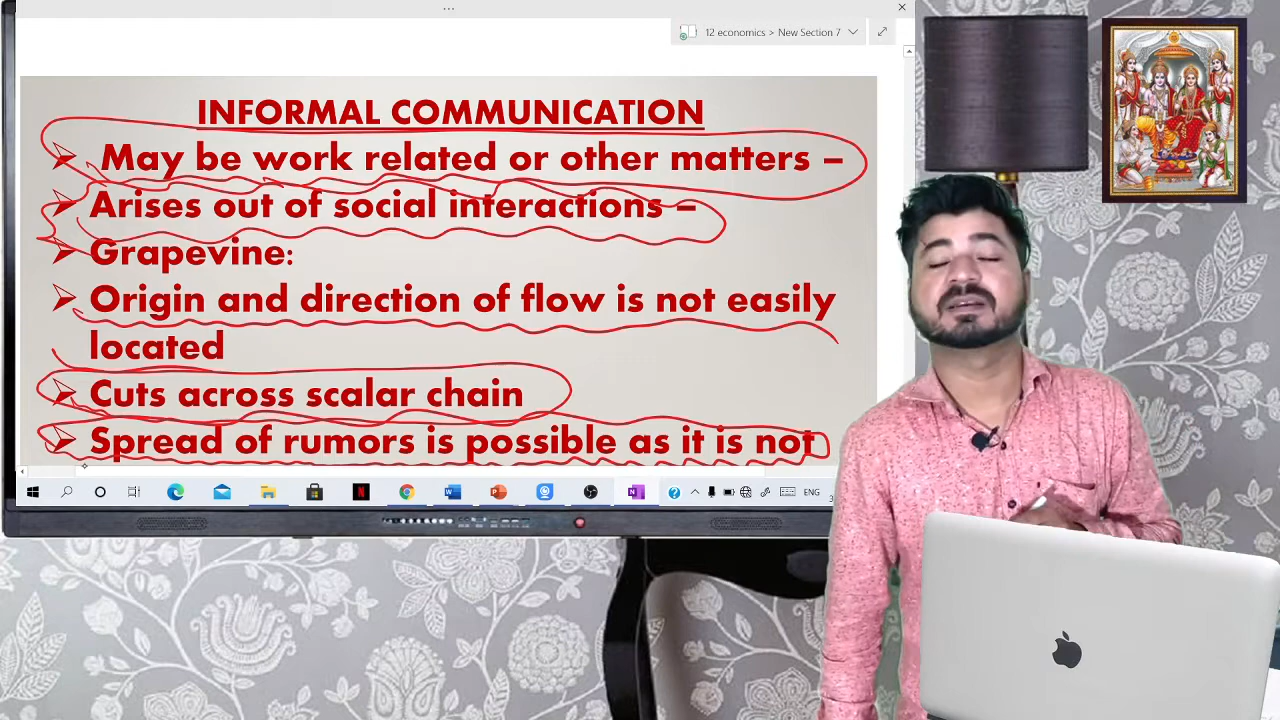 12 economics > New Section 7
INFORMAL COMMUNICATION
May be work related or other matters –
Arises out of social interactions –
Grapevine:
Origin and direction of flow is not easily
located
Cuts across scalar chain
Spread of rumors is possible as it is not
ENG